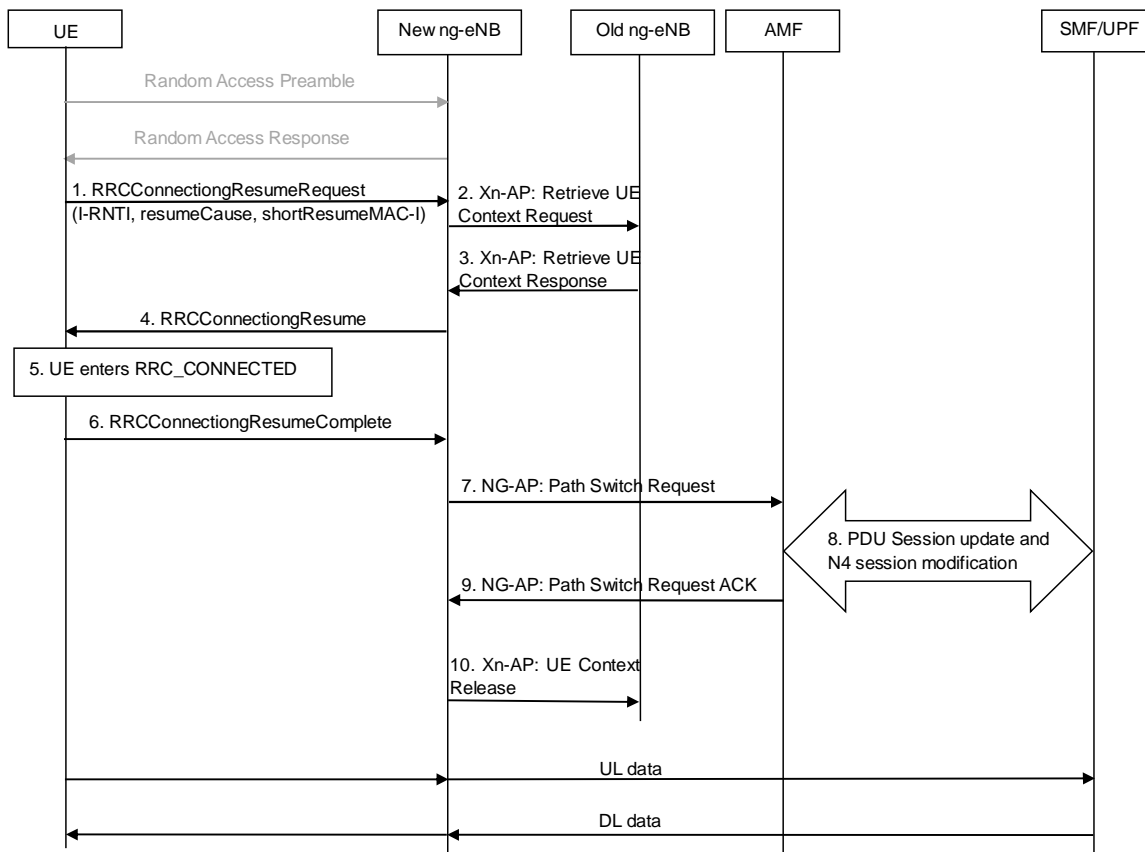 UE
New ng-eNB
Old ng-eNB
AMF
SMF/UPF
Random Access Preamble
Random Access Response
1. RRCConnectiongResumeRequest
(I-RNTI, resumeCause, shortResumeMAC-I)
2. Xn-AP: Retrieve UE
Context Request
3. Xn-AP: Retrieve UE
Context Response
4. RRCConnectiongResume
5. UE enters RRC_CONNECTED
6. RRCConnectiongResumeComplete
7. NG-AP: Path Switch Request
8. PDU Session update and
N4 session modification
9. NG-AP: Path Switch Request ACK
10. Xn-AP: UE Context
Release
UL data
DL data